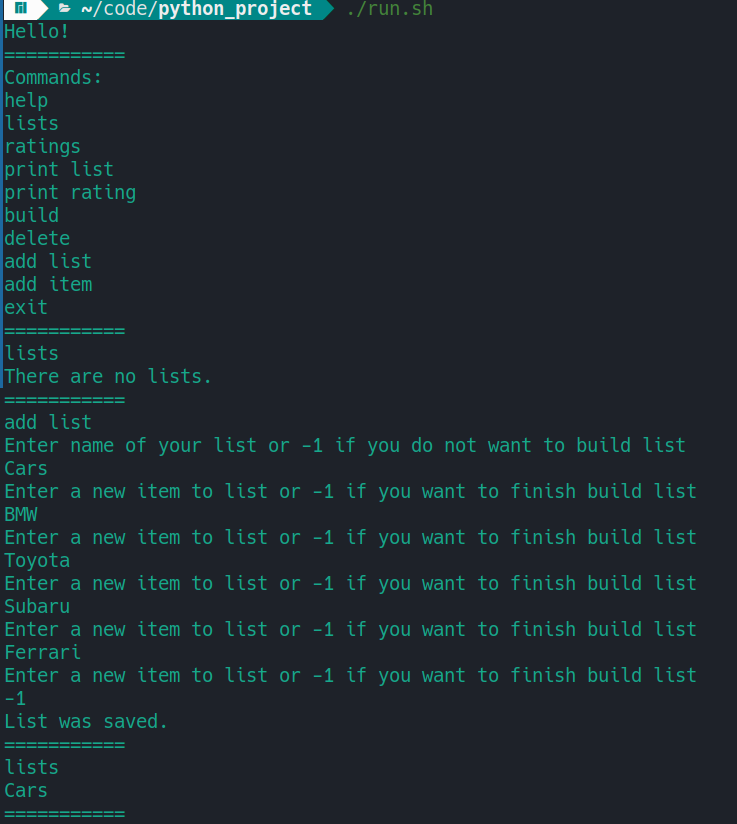 ~/code/python_project ./run.sh
Hello!
===========
Commands:
help
lists
ratings
print list
print rating
build
delete
add list
add item
exit
===========
lists
There are no lists.
===========
add list
Enter name of your list or -1 if you do not want to build list
Cars
Enter a new item to list or -1 if you want to finish build list
BMW
Enter a new item to list or -1 if you want to finish build list
Toyota
Enter a new item to list or -1 if you want to finish build list
Subaru
Enter a new item to list or -1 if you want to finish build list
Ferrari
Enter a new item to list or -1 if you want to finish build list
-1
List was saved.
===========
lists
Cars
===========